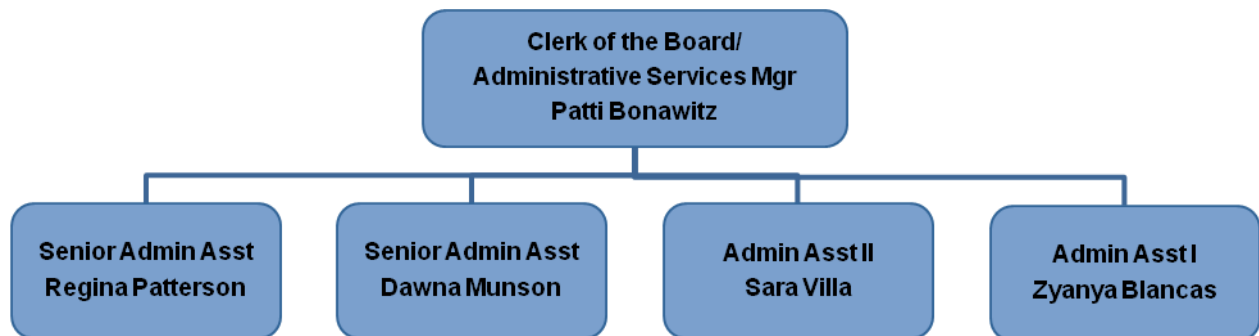 Clerk of the Board/
Administrative Services Mgr
Patti Bonawitz
Senior Admin Asst
Regina Patterson
Senior Admin Asst
Dawna Munson
Admin Asst II
Sara Villa
Admin Asst I
Zyanya Blancas